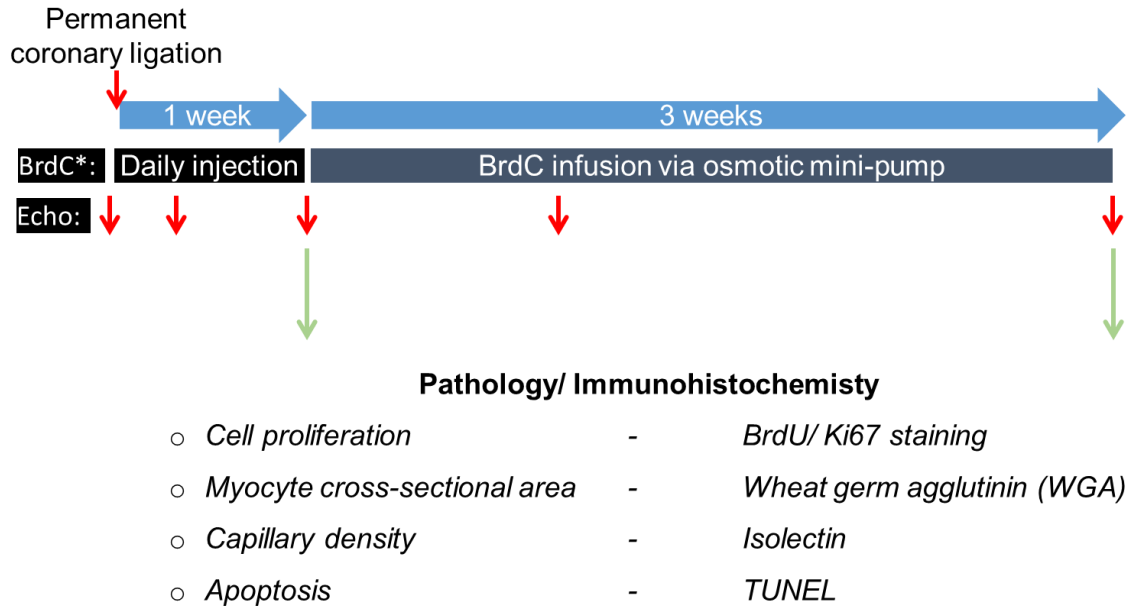 Permanent
coronary ligation
1 week
3 weeks
BrdC*:
Daily injection
BrdC infusion via osmotic mini-pump
Echo:
Pathology/ Immunohistochemisty
o Cell proliferation - BrdU/ Ki67 staining
o Myocyte cross-sectional area - Wheat germ agglutinin (WGA)
o Capillary density - Isolectin
o Apoptosis - TUNEL